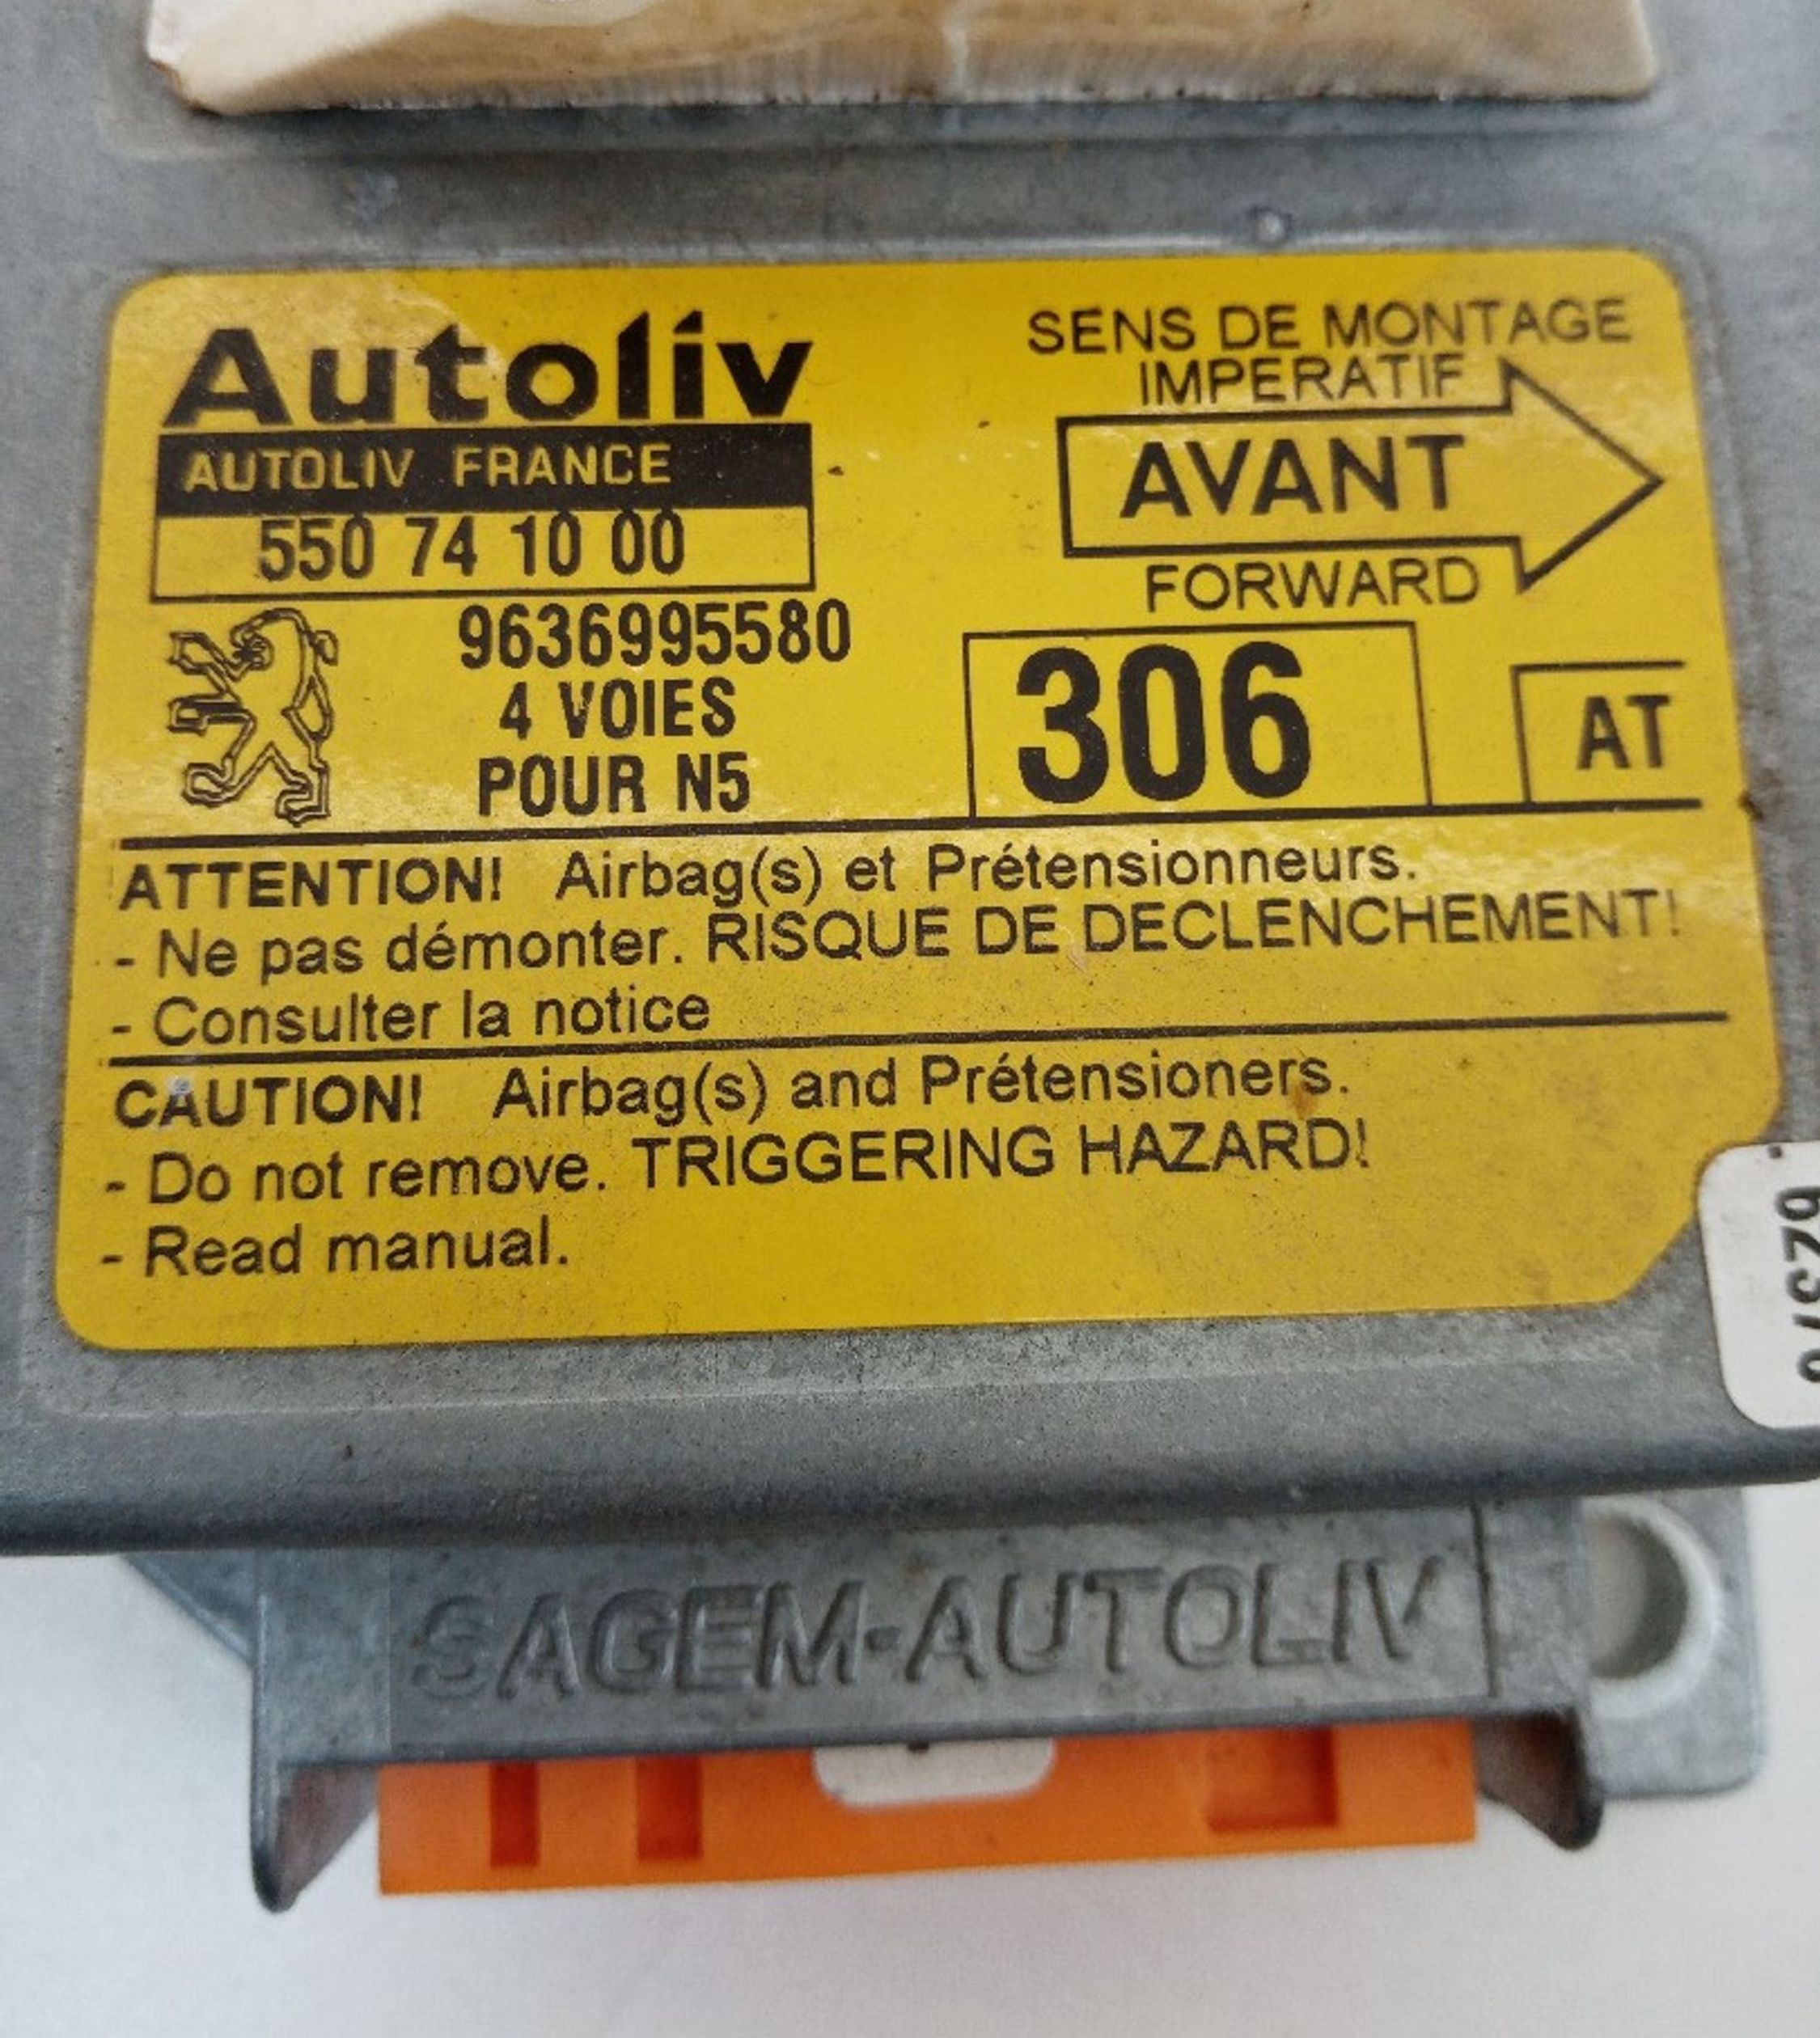 Autoliv
AUTOLIV FRANCE
550 74 10 00
9636995580
4 VOIES
POUR N5
SENS DE MONTAGE
IMPERATIF
AVANT
FORWARD
306
AT
ATTENTION! Airbag(s) et Prétensionneurs.
- Ne pas démonter. RISQUE DE DECLENCHEMENT!
- Consulter la notice
CAUTION! Airbag(s) and Prétensioners.
- Do not remove. TRIGGERING HAZARD!
- Read manual.
SAGEM-AUTOLIV